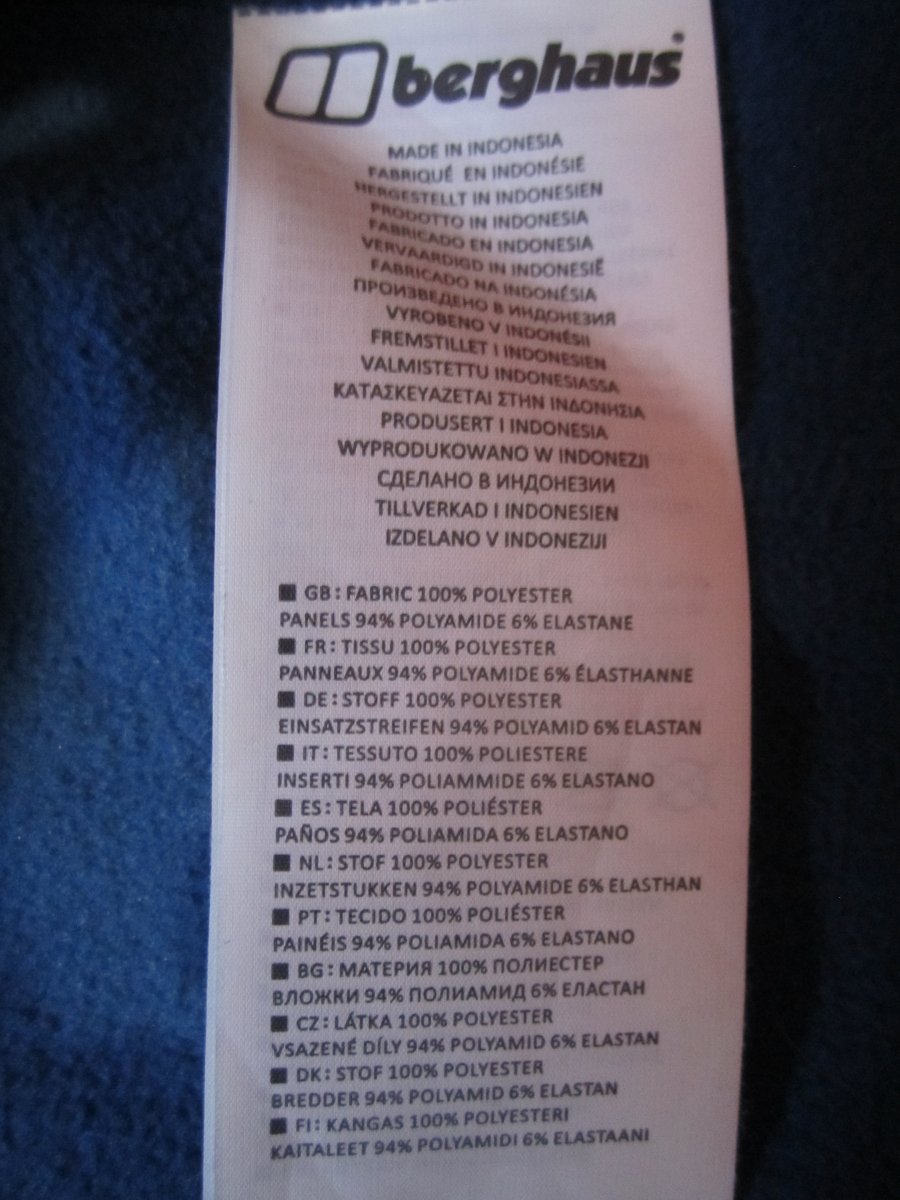 berghaus®
MADE IN INDONESIA
FABRIQUÉ EN INDONÉSIE
HERGESTELLT IN INDONESIEN
PRODOTTO IN INDONESIA
FABRICADO EN INDONESIA
VERVAARDIGD IN INDONESIË
FABRICADO NA INDONÉSIA
ПРОИЗВЕДЕНО В ИНДОНЕЗИЯ
VYROBENO V INDONÉSII
FREMSTILLET I INDONESIEN
VALMISTETTU INDONESIASSA
ΚΑΤΑΣΚΕΥΑΖΕΤΑΙ ΣΤΗΝ ΙΝΔΟΝΗΣΙΑ
PRODUSERT I INDONESIA
WYPRODUKOWANO W INDONEZJI
СДЕЛАНО В ИНДОНЕЗИИ
TILLVERKAD I INDONESIEN
IZDELANO V INDONEZIJI
■ GB: FABRIC 100% POLYESTER
PANELS 94% POLYAMIDE 6% ELASTANE
■ FR: TISSU 100% POLYESTER
PANNEAUX 94% POLYAMIDE 6% ÉLASTHANNE
■ DE: STOFF 100% POLYESTER
EINSATZSTREIFEN 94% POLYAMID 6% ELASTAN
■ IT: TESSUTO 100% POLIESTERE
INSERTI 94% POLIAMMIDE 6% ELASTANO
■ ES: TELA 100% POLIÉSTER
PAÑOS 94% POLIAMIDA 6% ELASTANO
■ NL: STOF 100% POLYESTER
INZETSTUKKEN 94% POLYAMIDE 6% ELASTHAN
■ PT: TECIDO 100% POLIÉSTER
PAINÉIS 94% POLIAMIDA 6% ELASTANO
■ BG: МАТЕРИЯ 100% ПОЛИЕСТЕР
ВЛОЖКИ 94% ПОЛИАМИД 6% ЕЛАСТАН
■ CZ: LÁTKA 100% POLYESTER
VSAZENÉ DÍLY 94% POLYAMID 6% ELASTAN
■ DK: STOF 100% POLYESTER
BREDDER 94% POLYAMID 6% ELASTAN
■ FI: KANGAS 100% POLYESTERI
KAITALEET 94% POLYAMIDI 6% ELASTAANI